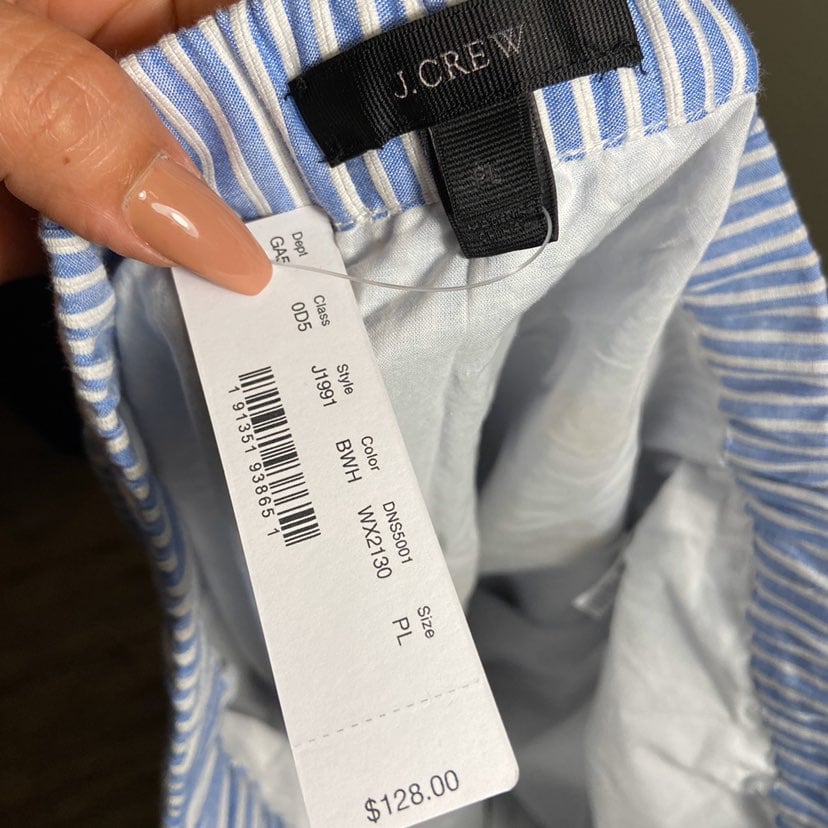 J.CREW
PL
Dept
GA5
Class
0D5
Style
J1991
Color
BWH
DNS5001
WX2130
Size
PL
1 91351 93865 1
$128.00